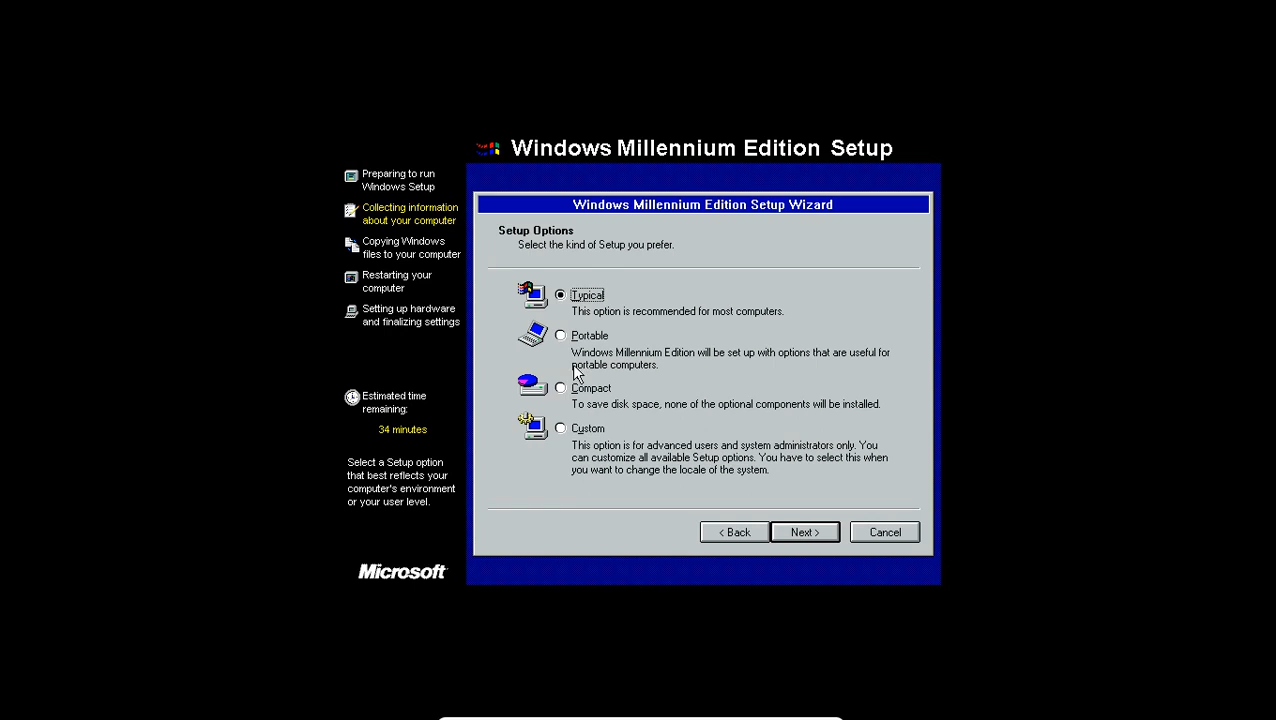 Windows Millennium Edition Setup
Preparing to run
Windows Setup
Collecting information
about your computer
Copying Windows
files to your computer
Restarting your
computer
Setting up hardware
and finalizing settings
Estimated time
remaining:
34 minutes
Select a Setup option
that best reflects your
computer's environment
or your user level.
Microsoft
Windows Millennium Edition Setup Wizard
Setup Options
Select the kind of Setup you prefer.
Typical
This option is recommended for most computers.
Portable
Windows Millennium Edition will be set up with options that are useful for
portable computers.
Compact
To save disk space, none of the optional components will be installed.
Custom
This option is for advanced users and system administrators only. You
can customize all available Setup options. You have to select this when
you want to change the locale of the system.
< Back
Next >
Cancel